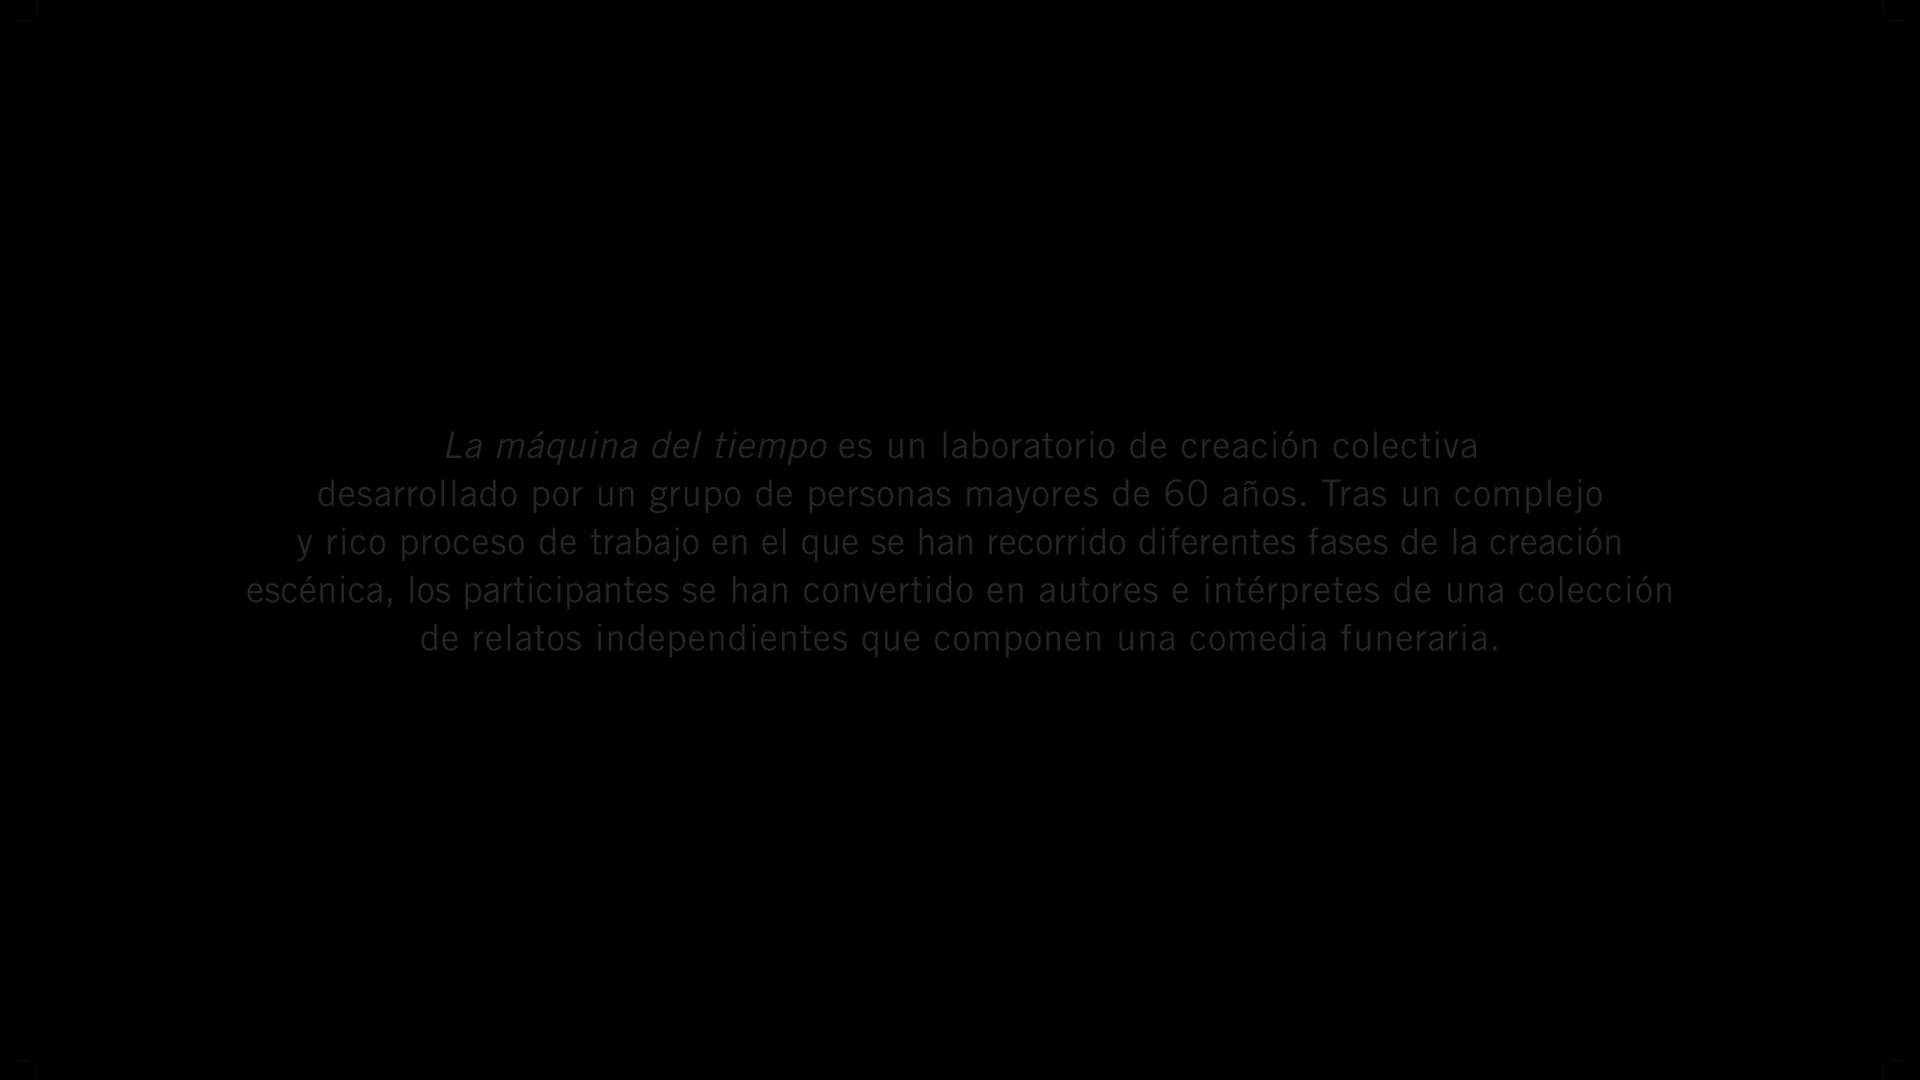 La máquina del tiempo es un laboratorio de creación colectiva
desarrollado por un grupo de personas mayores de 60 años. Tras un complejo
y rico proceso de trabajo en el que se han recorrido diferentes fases de la creación
escénica, los participantes se han convertido en autores e intérpretes de una colección
de relatos independientes que componen una comedia funeraria.